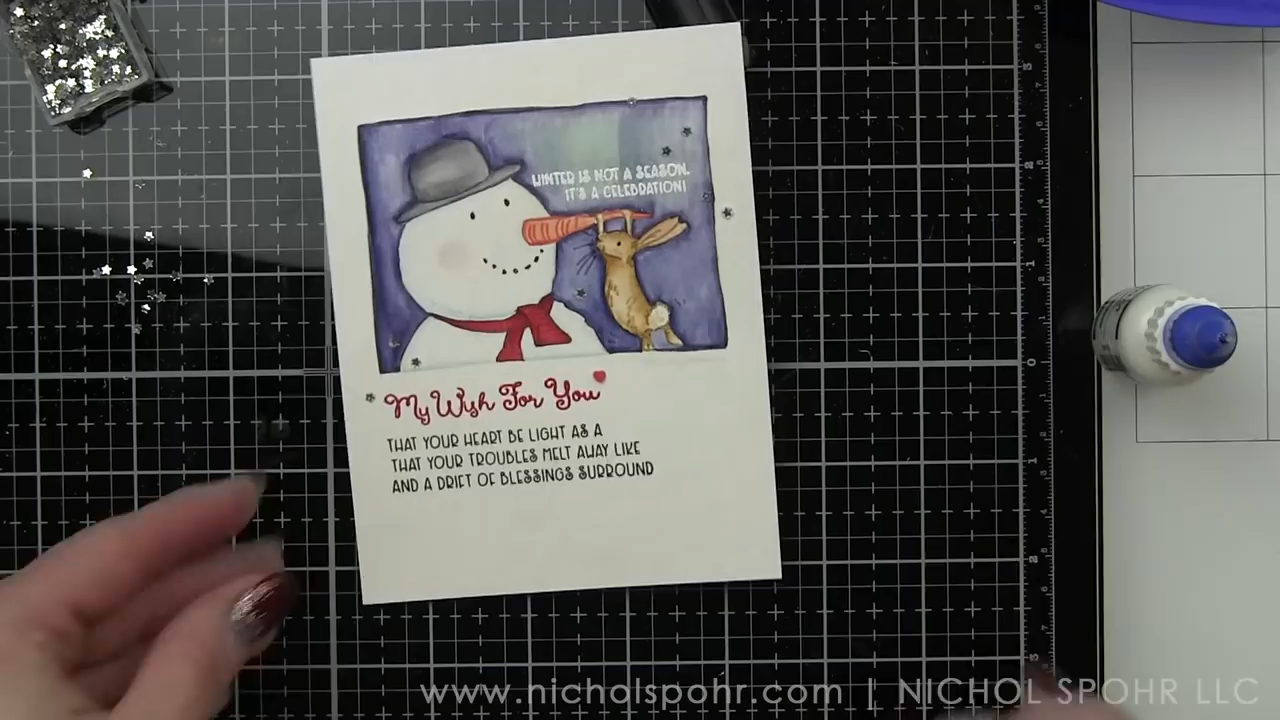 WINTER IS NOT A SEASON,
IT'S A CELEBRATION!
My Wish For You
THAT YOUR HEART BE LIGHT AS A
THAT YOUR TROUBLES MELT AWAY LIKE
AND A DRIFT OF BLESSINGS SURROUND
www.nicholspohr.com | NICHOL SPOHR LLC